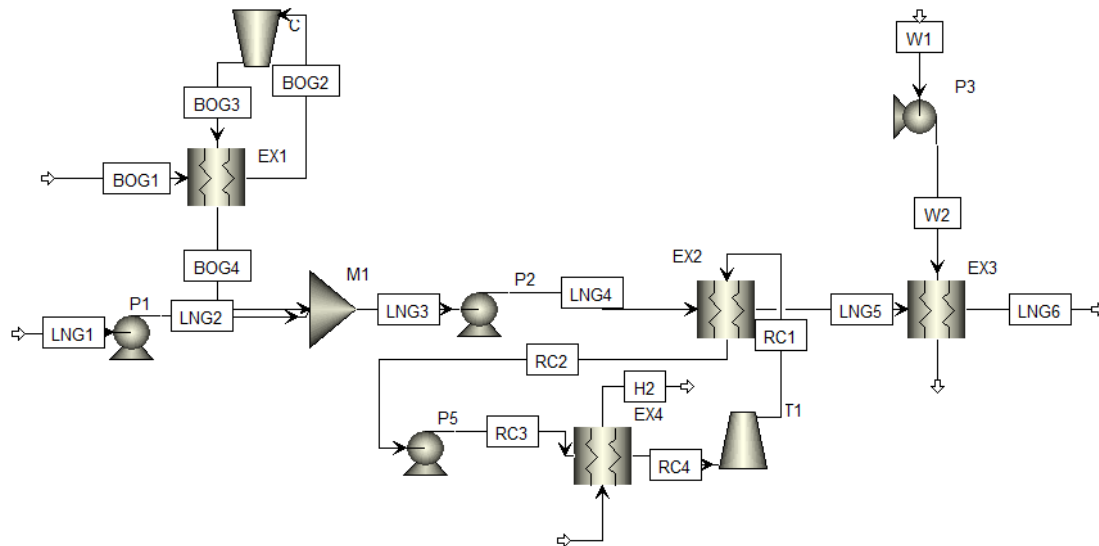 C
W1
BOG2
P3
BOG3
EX1
BOG1
W2
BOG4
M1
EX2
EX3
P1
LNG2
P2
LNG4
LNG1
LNG3
LNG5
LNG6
RC1
RC2
H2
EX4
T1
P5
RC3
RC4